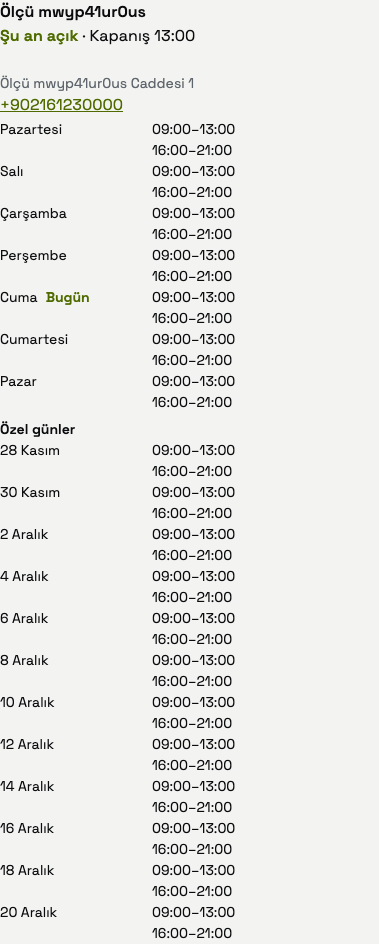 Ölçü mwyp41ur0us
Şu an açık · Kapanış 13:00
Ölçü mwyp41ur0us Caddesi 1
+902161230000
Pazartesi 09:00–13:00
16:00–21:00
Salı 09:00–13:00
16:00–21:00
Çarşamba 09:00–13:00
16:00–21:00
Perşembe 09:00–13:00
16:00–21:00
Cuma Bugün 09:00–13:00
16:00–21:00
Cumartesi 09:00–13:00
16:00–21:00
Pazar 09:00–13:00
16:00–21:00
Özel günler
28 Kasım 09:00–13:00
16:00–21:00
30 Kasım 09:00–13:00
16:00–21:00
2 Aralık 09:00–13:00
16:00–21:00
4 Aralık 09:00–13:00
16:00–21:00
6 Aralık 09:00–13:00
16:00–21:00
8 Aralık 09:00–13:00
16:00–21:00
10 Aralık 09:00–13:00
16:00–21:00
12 Aralık 09:00–13:00
16:00–21:00
14 Aralık 09:00–13:00
16:00–21:00
16 Aralık 09:00–13:00
16:00–21:00
18 Aralık 09:00–13:00
16:00–21:00
20 Aralık 09:00–13:00
16:00–21:00